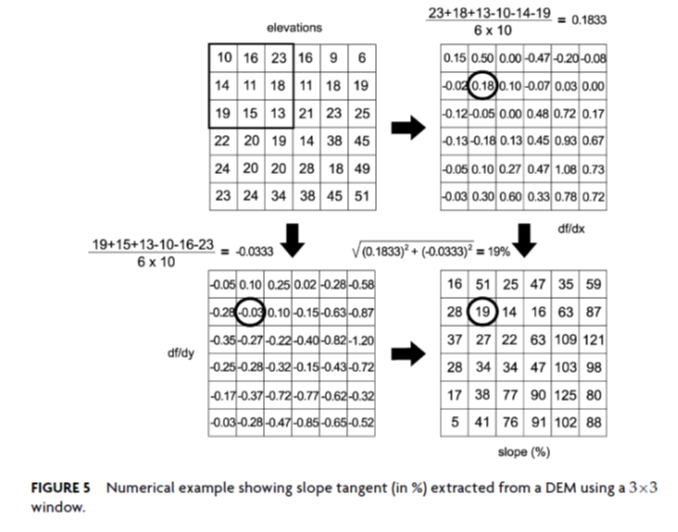 elevations
10 16 23 16 9 6
14 11 18 11 18 19
19 15 13 21 23 25
22 20 19 14 38 45
24 20 20 28 18 49
23 24 34 38 45 51
23+18+13-10-14-19
6 x 10
= 0.1833
0.15 0.50 0.00 -0.47 -0.20 -0.08
-0.02 0.18 0.10 -0.07 0.03 0.00
-0.12 -0.05 0.00 0.48 0.72 0.17
-0.13 -0.18 0.13 0.45 0.93 0.67
-0.05 0.10 0.27 0.47 1.08 0.73
-0.03 0.30 0.60 0.33 0.78 0.72
df/dx
19+15+13-10-16-23
6 x 10
= -0.0333
√(0.1833)² + (-0.0333)² = 19%
-0.05 0.10 0.25 0.02 -0.28 -0.58
-0.28 -0.03 0.10 -0.15 -0.63 -0.87
-0.35 -0.27 -0.22 -0.40 -0.82 -1.20
-0.25 -0.28 -0.32 -0.15 -0.43 -0.72
-0.17 -0.37 -0.72 -0.77 -0.62 -0.32
-0.03 -0.28 -0.47 -0.85 -0.65 -0.52
df/dy
16 51 25 47 35 59
28 19 14 16 63 87
37 27 22 63 109 121
28 34 34 47 103 98
17 38 77 90 125 80
5 41 76 91 102 88
slope (%)
FIGURE 5 Numerical example showing slope tangent (in %) extracted from a DEM using a 3×3
window.